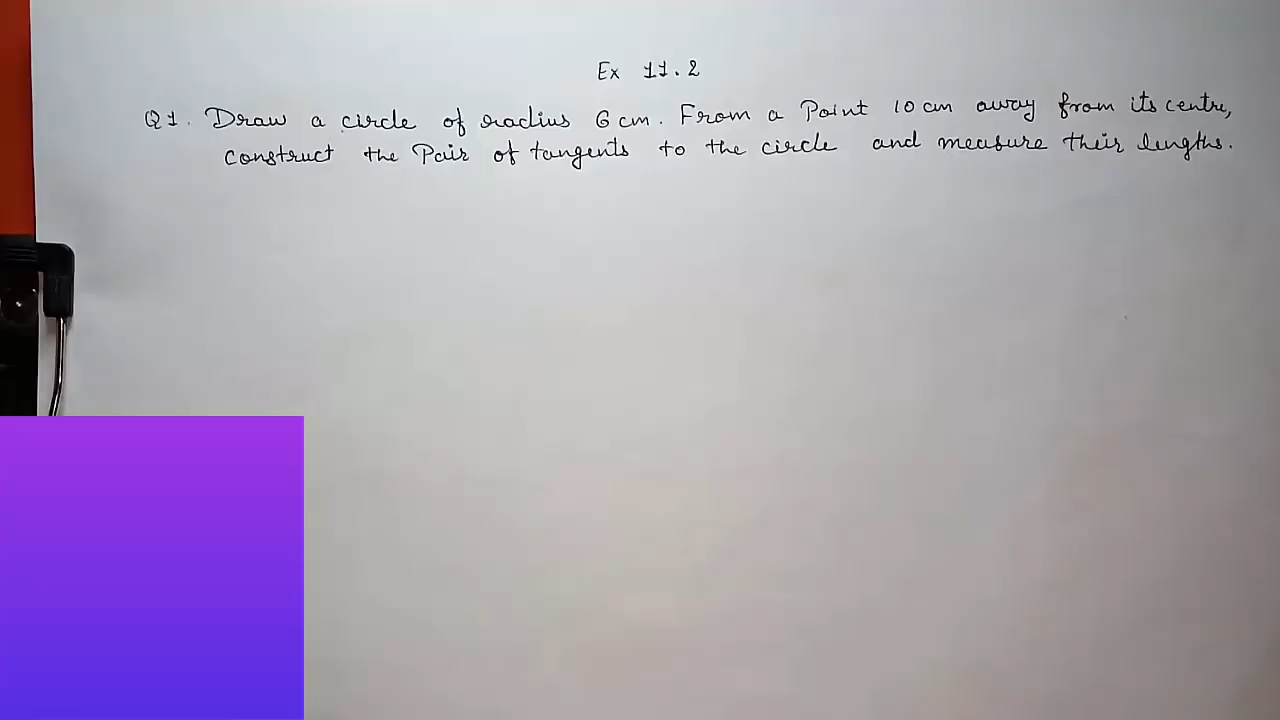 Ex 11.2
Q1. Draw a circle of radius 6 cm. From a Point 10 cm away from its centre,
construct the Pair of tangents to the circle and measure their lengths.